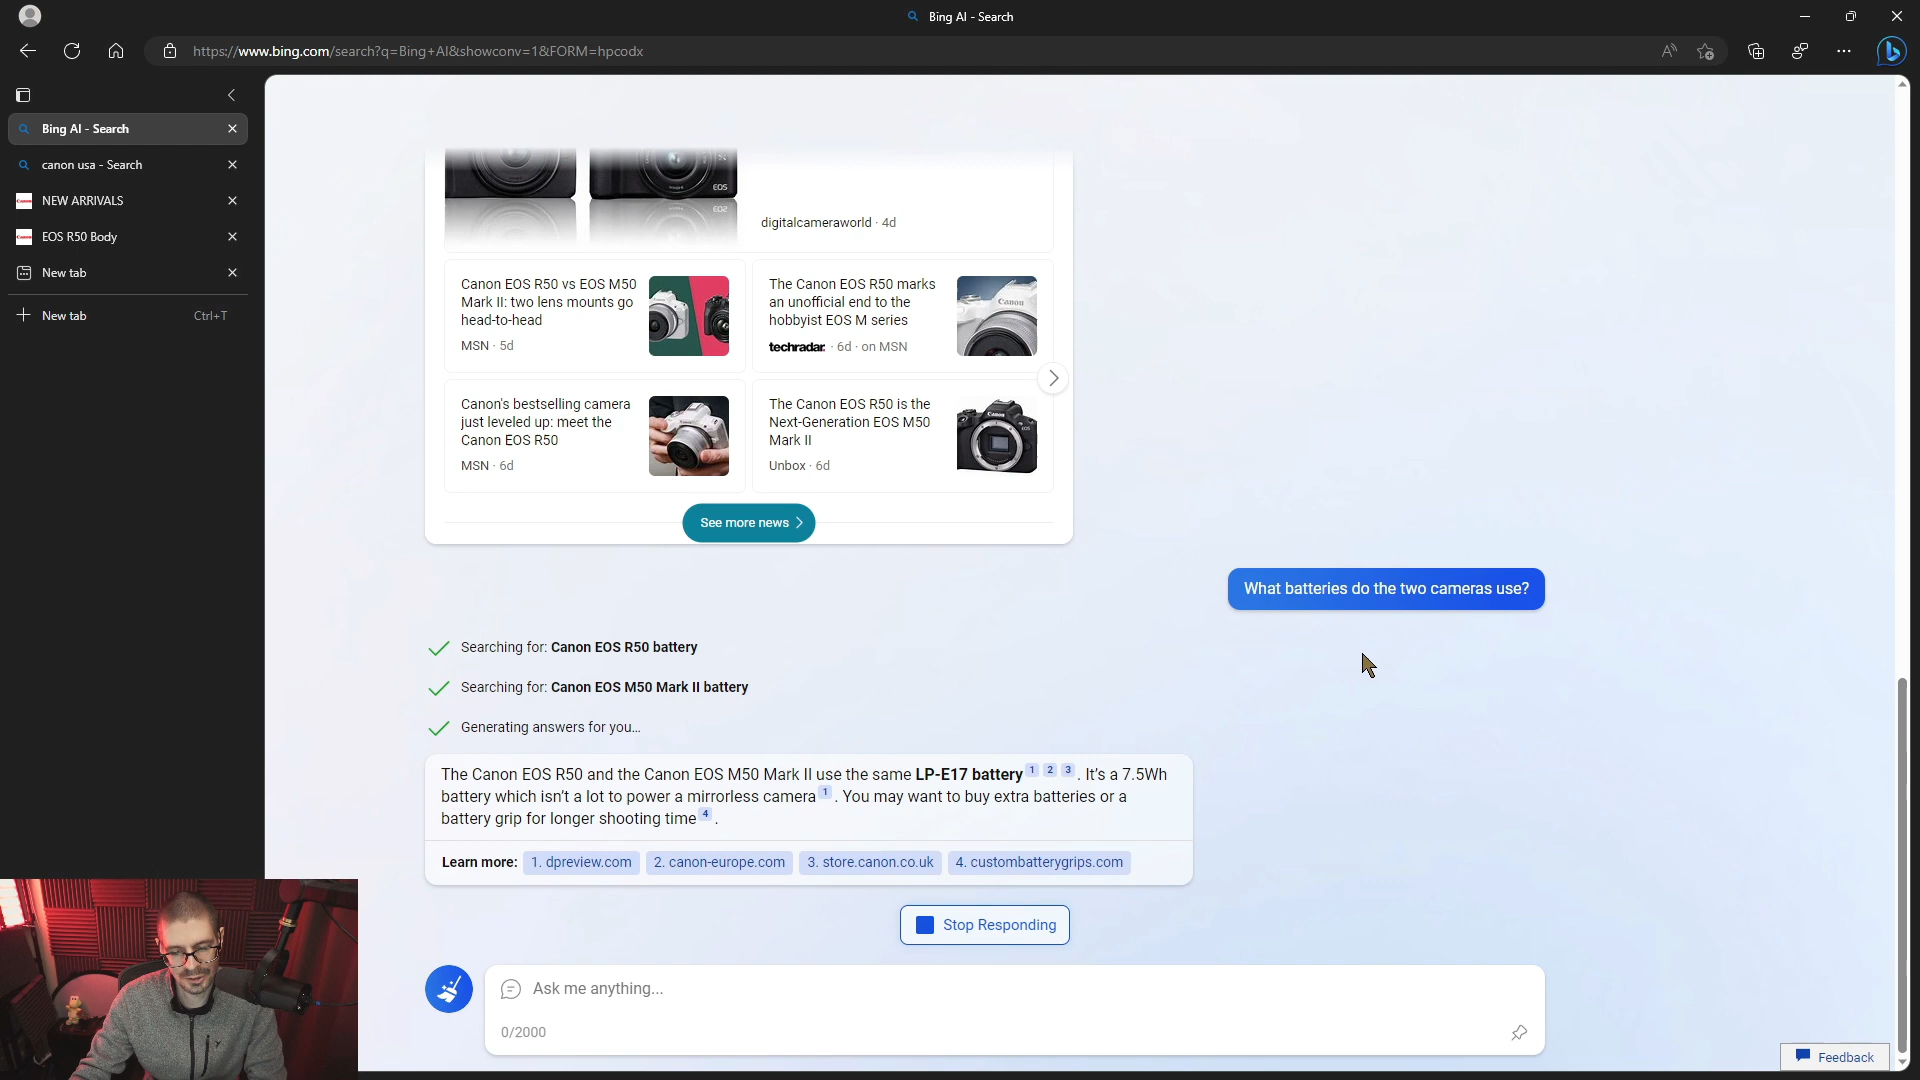 Bing AI - Search
https://www.bing.com/search?q=Bing+AI&showconv=1&FORM=hpcodx
Bing AI - Search
canon usa - Search
NEW ARRIVALS
EOS R50 Body
New tab
New tab Ctrl+T
EOS
digitalcameraworld · 4d
Canon EOS R50 vs EOS M50
Mark II: two lens mounts go
head-to-head
MSN · 5d
The Canon EOS R50 marks
an unofficial end to the
hobbyist EOS M series
techradar. · 6d · on MSN
Canon
Canon's bestselling camera
just leveled up: meet the
Canon EOS R50
MSN · 6d
The Canon EOS R50 is the
Next-Generation EOS M50
Mark II
Unbox · 6d
Canon
See more news
What batteries do the two cameras use?
Searching for: Canon EOS R50 battery
Searching for: Canon EOS M50 Mark II battery
Generating answers for you...
The Canon EOS R50 and the Canon EOS M50 Mark II use the same LP-E17 battery 1 2 3 . It's a 7.5Wh
battery which isn't a lot to power a mirrorless camera 1 . You may want to buy extra batteries or a
battery grip for longer shooting time 4 .
Learn more: 1. dpreview.com 2. canon-europe.com 3. store.canon.co.uk 4. custombatterygrips.com
Stop Responding
Ask me anything...
0/2000
Feedback